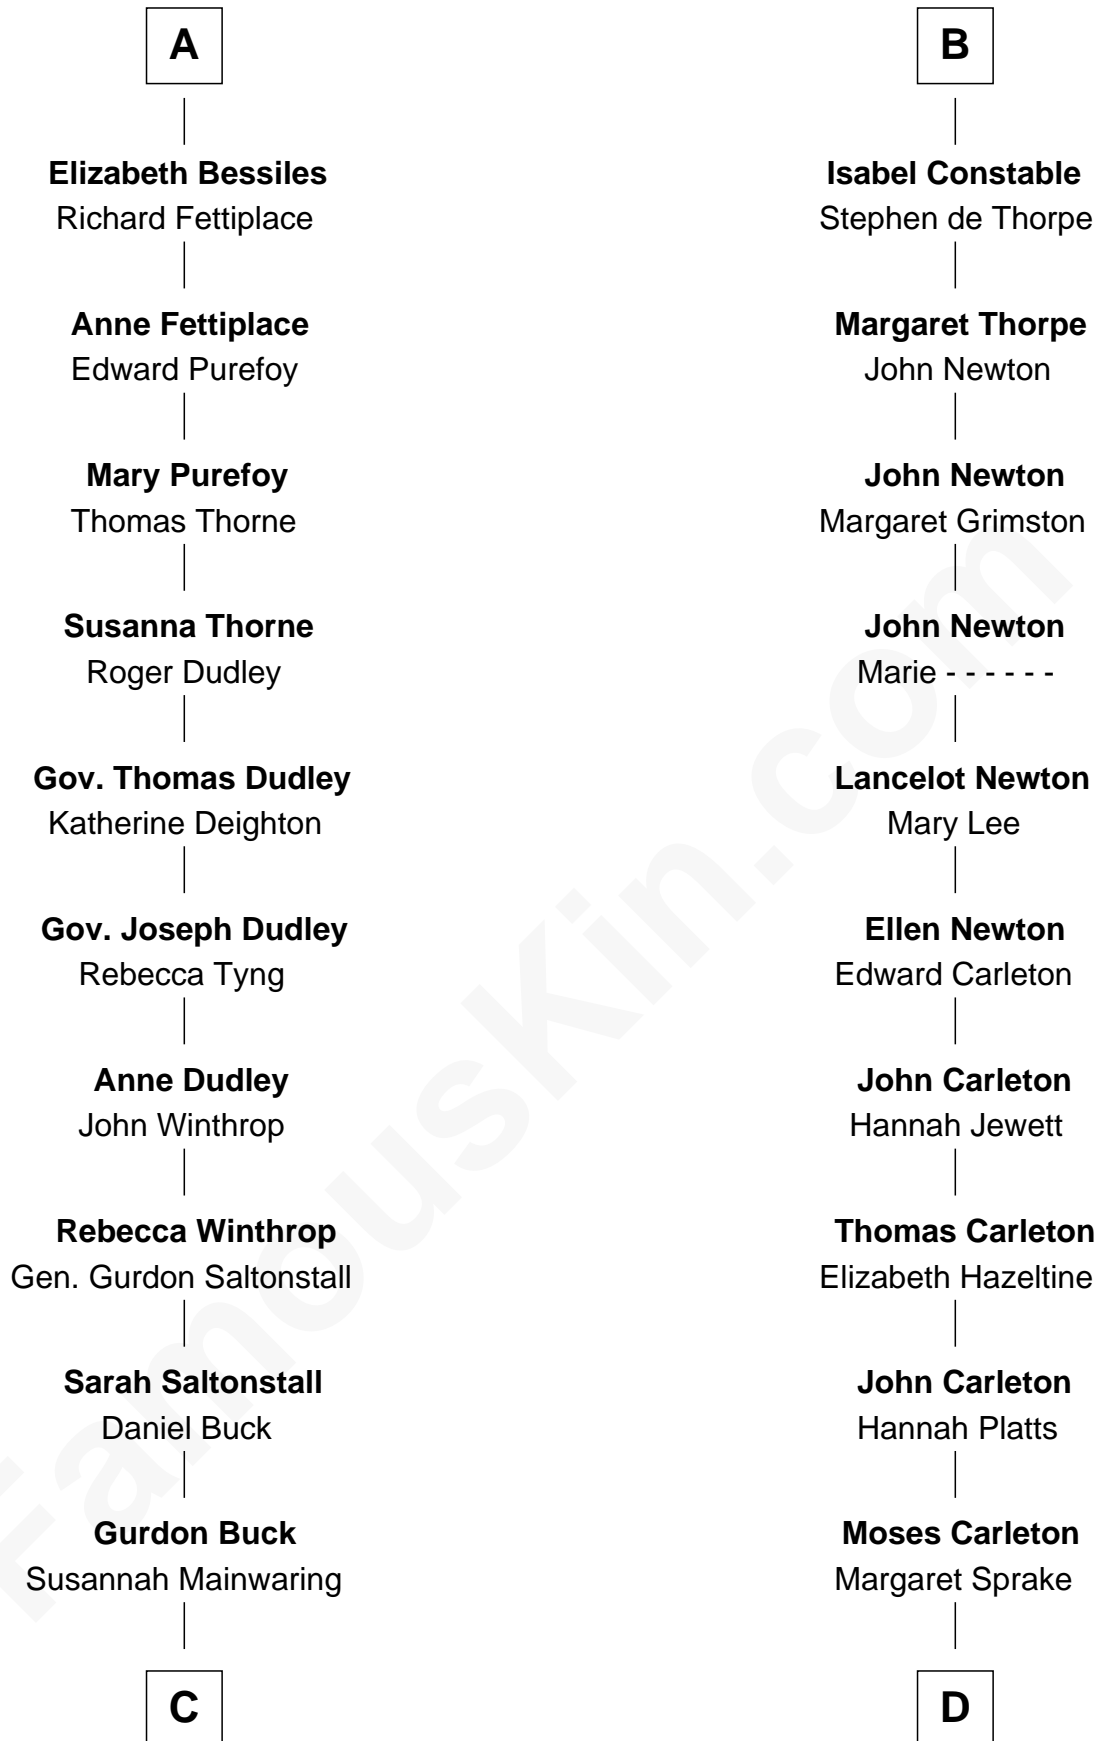 A
Elizabeth Bessiles
Richard Fettiplace
Anne Fettiplace
Edward Purefoy
Mary Purefoy
Thomas Thorne
Susanna Thorne
Roger Dudley
Gov. Thomas Dudley
Katherine Deighton
Gov. Joseph Dudley
Rebecca Tyng
Anne Dudley
John Winthrop
Rebecca Winthrop
Gen. Gurdon Saltonstall
Sarah Saltonstall
Daniel Buck
Gurdon Buck
Susannah Mainwaring
C
B
Isabel Constable
Stephen de Thorpe
Margaret Thorpe
John Newton
John Newton
Margaret Grimston
John Newton
Marie - - - - - -
Lancelot Newton
Mary Lee
Ellen Newton
Edward Carleton
John Carleton
Hannah Jewett
Thomas Carleton
Elizabeth Hazeltine
John Carleton
Hannah Platts
Moses Carleton
Margaret Sprake
D
FamousKin.com